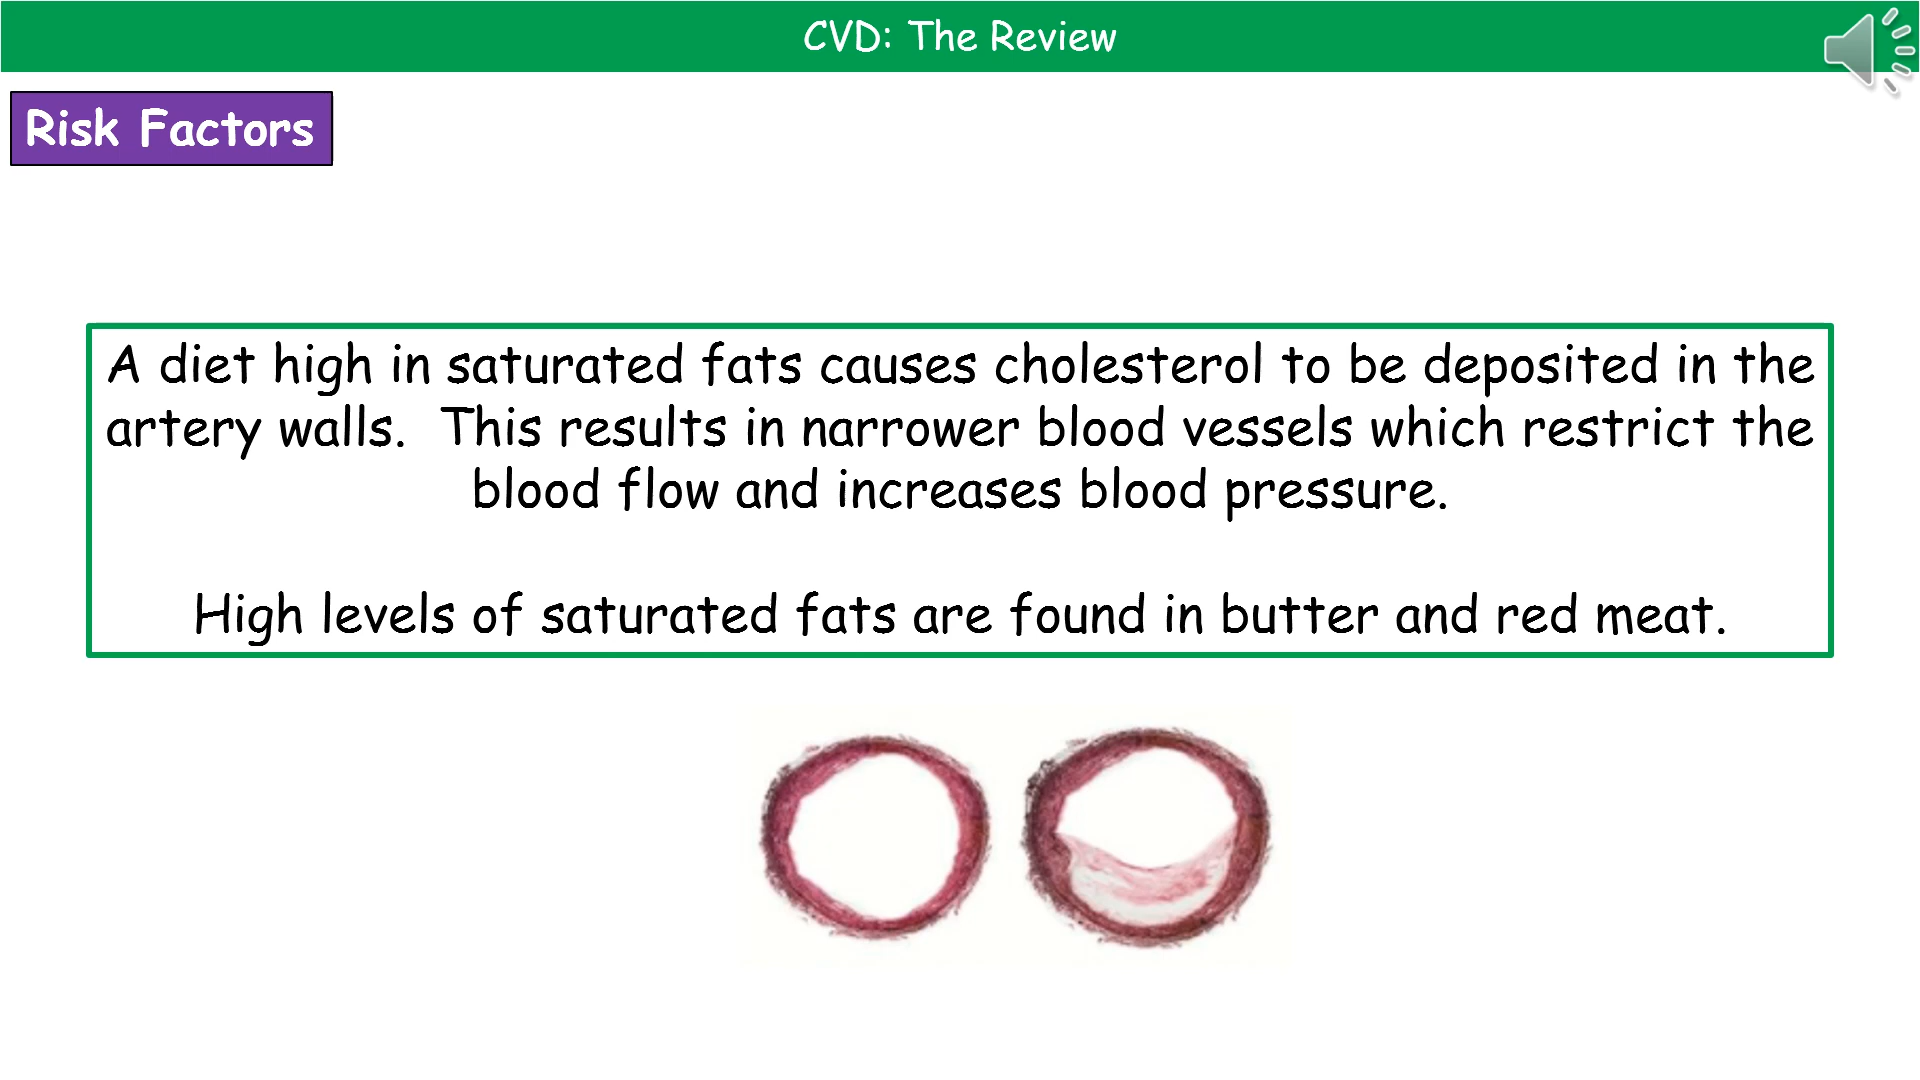 CVD: The Review
Risk Factors
A diet high in saturated fats causes cholesterol to be deposited in the
artery walls.  This results in narrower blood vessels which restrict the
blood flow and increases blood pressure.
High levels of saturated fats are found in butter and red meat.